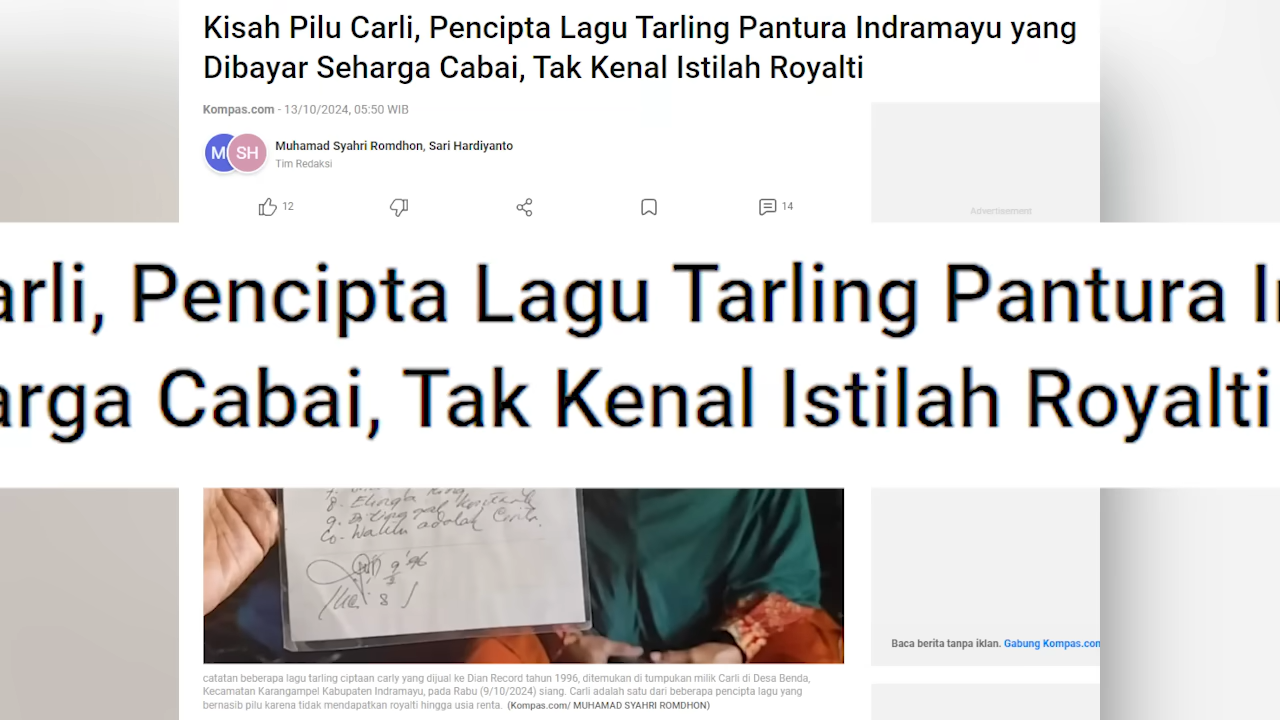 Kisah Pilu Carli, Pencipta Lagu Tarling Pantura Indramayu yang
Dibayar Seharga Cabai, Tak Kenal Istilah Royalti
Kompas.com - 13/10/2024, 05:50 WIB
M SH
Muhamad Syahri Romdhon, Sari Hardiyanto
Tim Redaksi
12
14
Advertisement
arli, Pencipta Lagu Tarling Pantura I
arga Cabai, Tak Kenal Istilah Royalti
8.
9. Ditinggal
adalah
8
Baca berita tanpa iklan. Gabung Kompas.com
catatan beberapa lagu tarling ciptaan carly yang dijual ke Dian Record tahun 1996, ditemukan di tumpukan milik Carli di Desa Benda,
Kecamatan Karangampel Kabupaten Indramayu, pada Rabu (9/10/2024) siang. Carli adalah satu dari beberapa pencipta lagu yang
bernasib pilu karena tidak mendapatkan royalti hingga usia renta. (Kompas.com/ MUHAMAD SYAHRI ROMDHON)